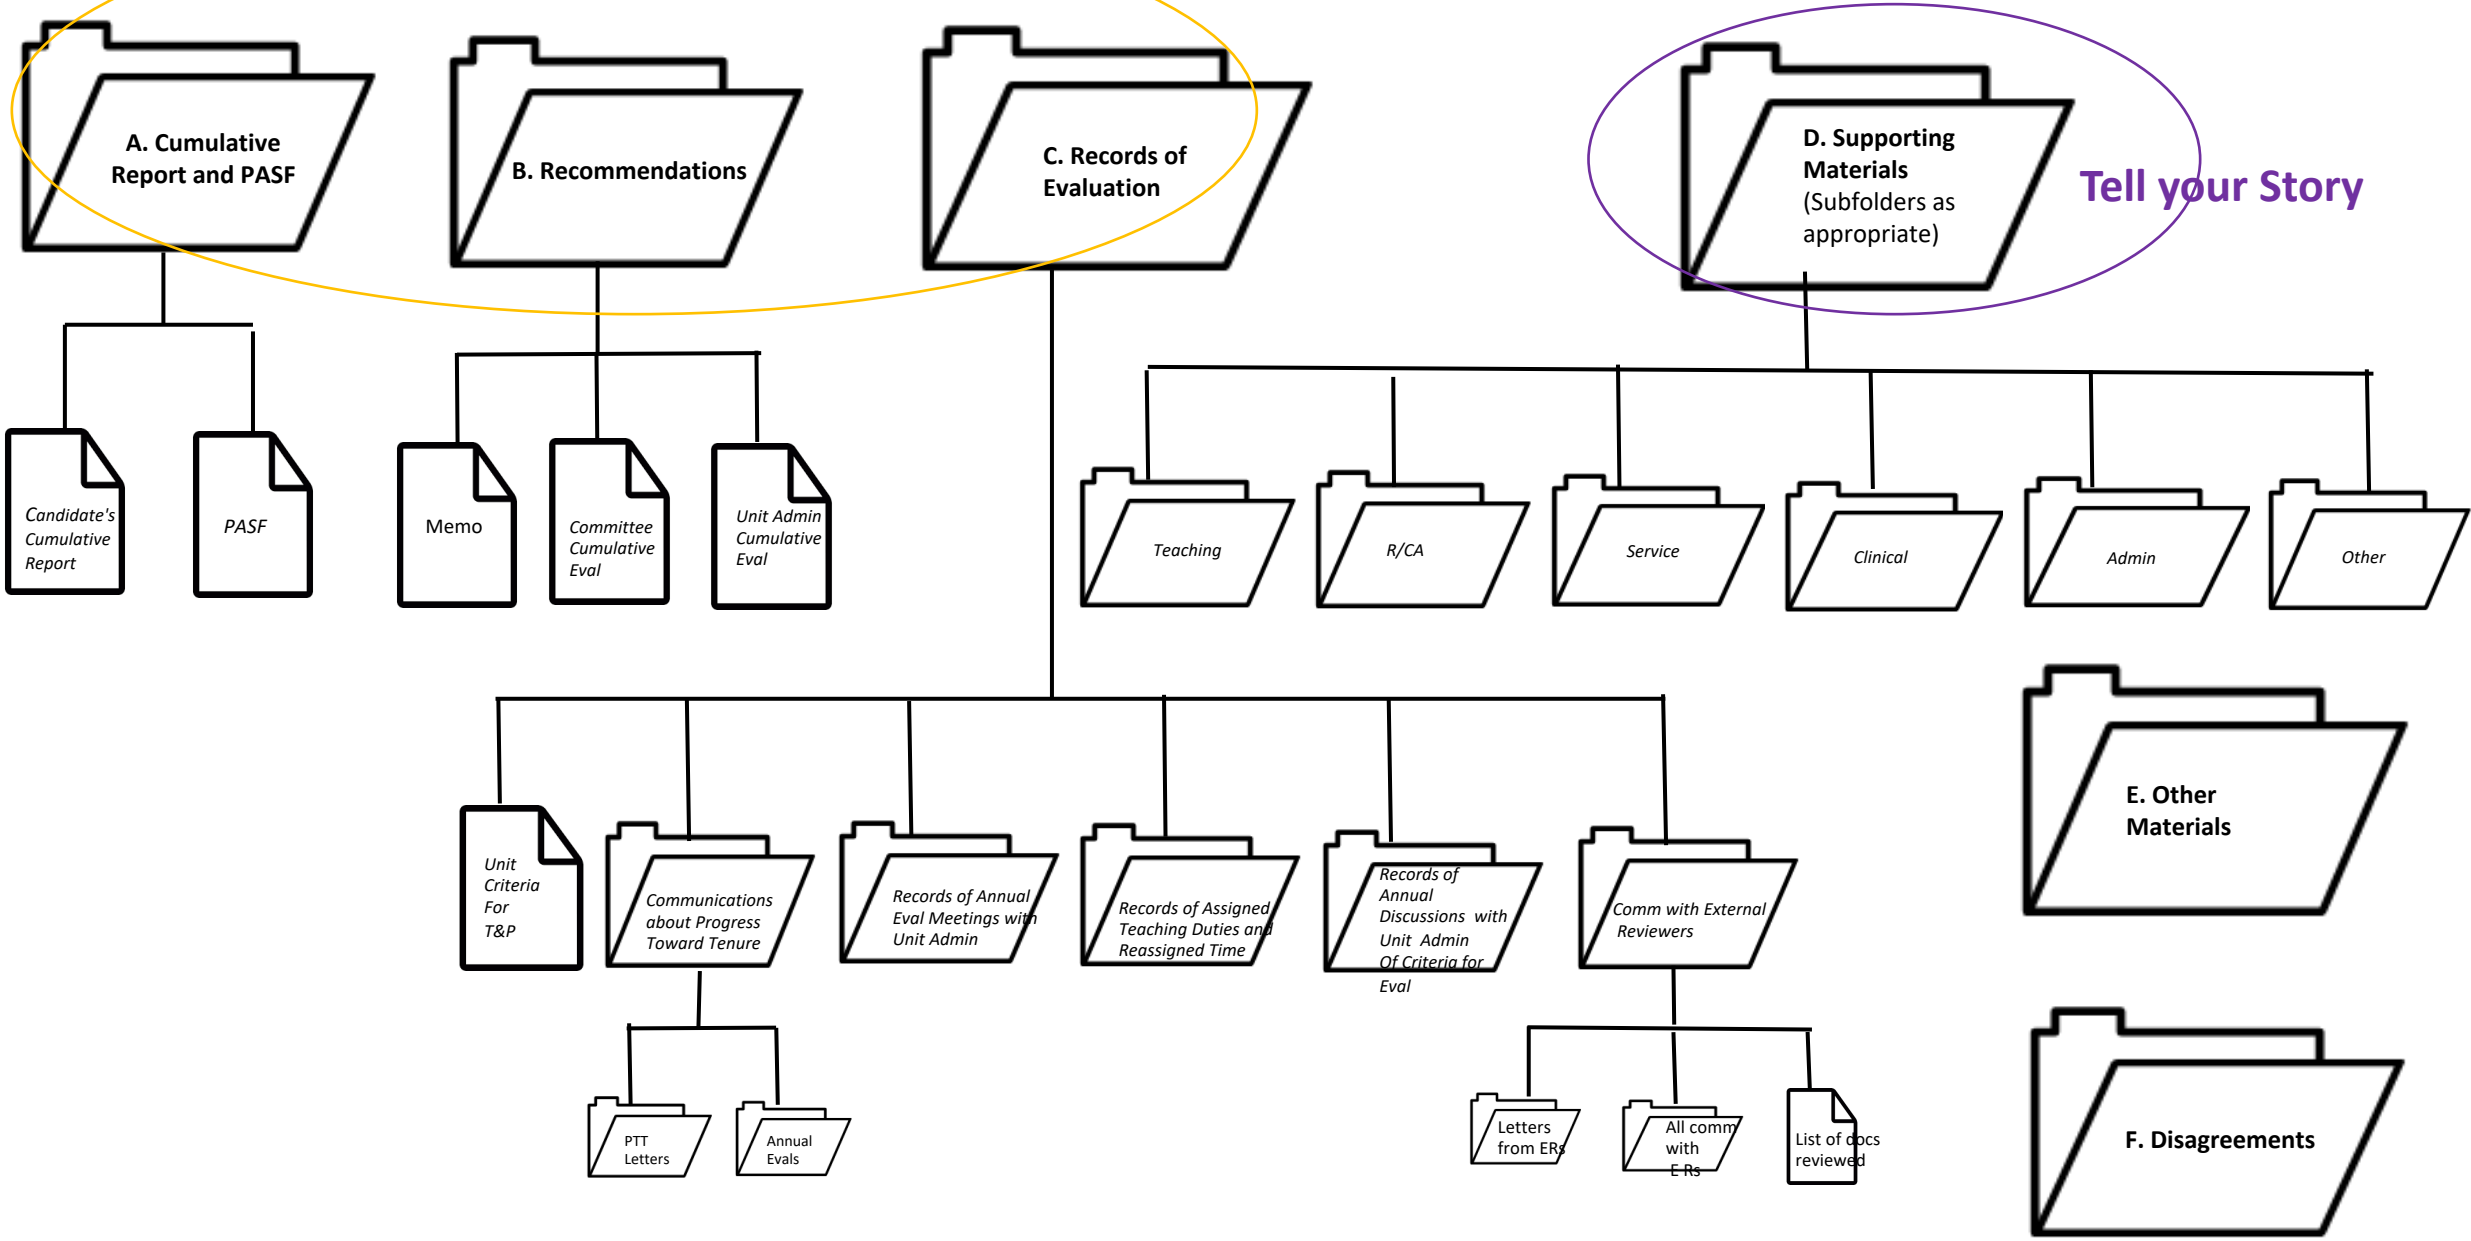 A. Cumulative
Report and PASF
B. Recommendations
C. Records of
Evaluation
D. Supporting
Materials
(Subfolders as
appropriate)
Tell your Story
Candidate's
Cumulative
Report
PASF
Memo
Committee
Cumulative
Eval
Unit Admin
Cumulative
Eval
Teaching
R/CA
Service
Clinical
Admin
Other
Unit
Criteria
For
T&P
Communications
about Progress
Toward Tenure
Records of Annual
Eval Meetings with
Unit Admin
Records of Assigned
Teaching Duties and
Reassigned Time
Records of
Annual
Discussions with
Unit Admin
Of Criteria for
Eval
Comm with External
Reviewers
E. Other
Materials
PTT
Letters
Annual
Evals
Letters
from ERs
All comm
with
E Rs
List of docs
reviewed
F. Disagreements